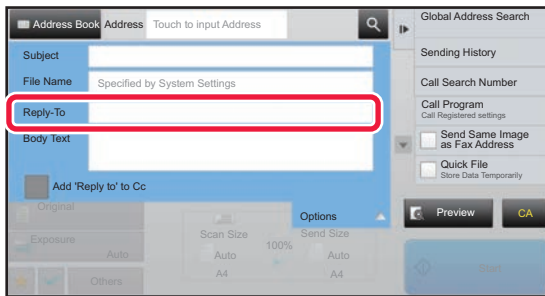 Address Book Address Touch to input Address
Subject
File Name Specified by System Settings
Reply-To
Body Text
Add 'Reply to' to Cc
Options
Original
Exposure
Auto
Others
Scan Size
Auto
A4
100%
Send Size
Auto
A4
Global Address Search
Sending History
Call Search Number
Call Program
Call Registered settings
Send Same Image
as Fax Address
Quick File
Store Data Temporarily
Preview
CA
Start